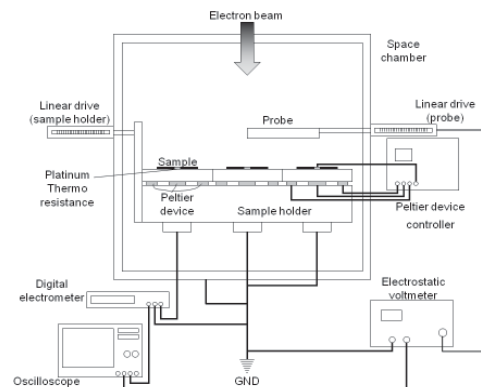 Electron beam
Space
chamber
Linear drive
(sample holder)
Probe
Linear drive
(probe)
Sample
Platinum
Thermo
resistance
Peltier
device
Sample holder
Peltier device
controller
Digital
electrometer
Electrostatic
voltmeter
Oscilloscope
GND